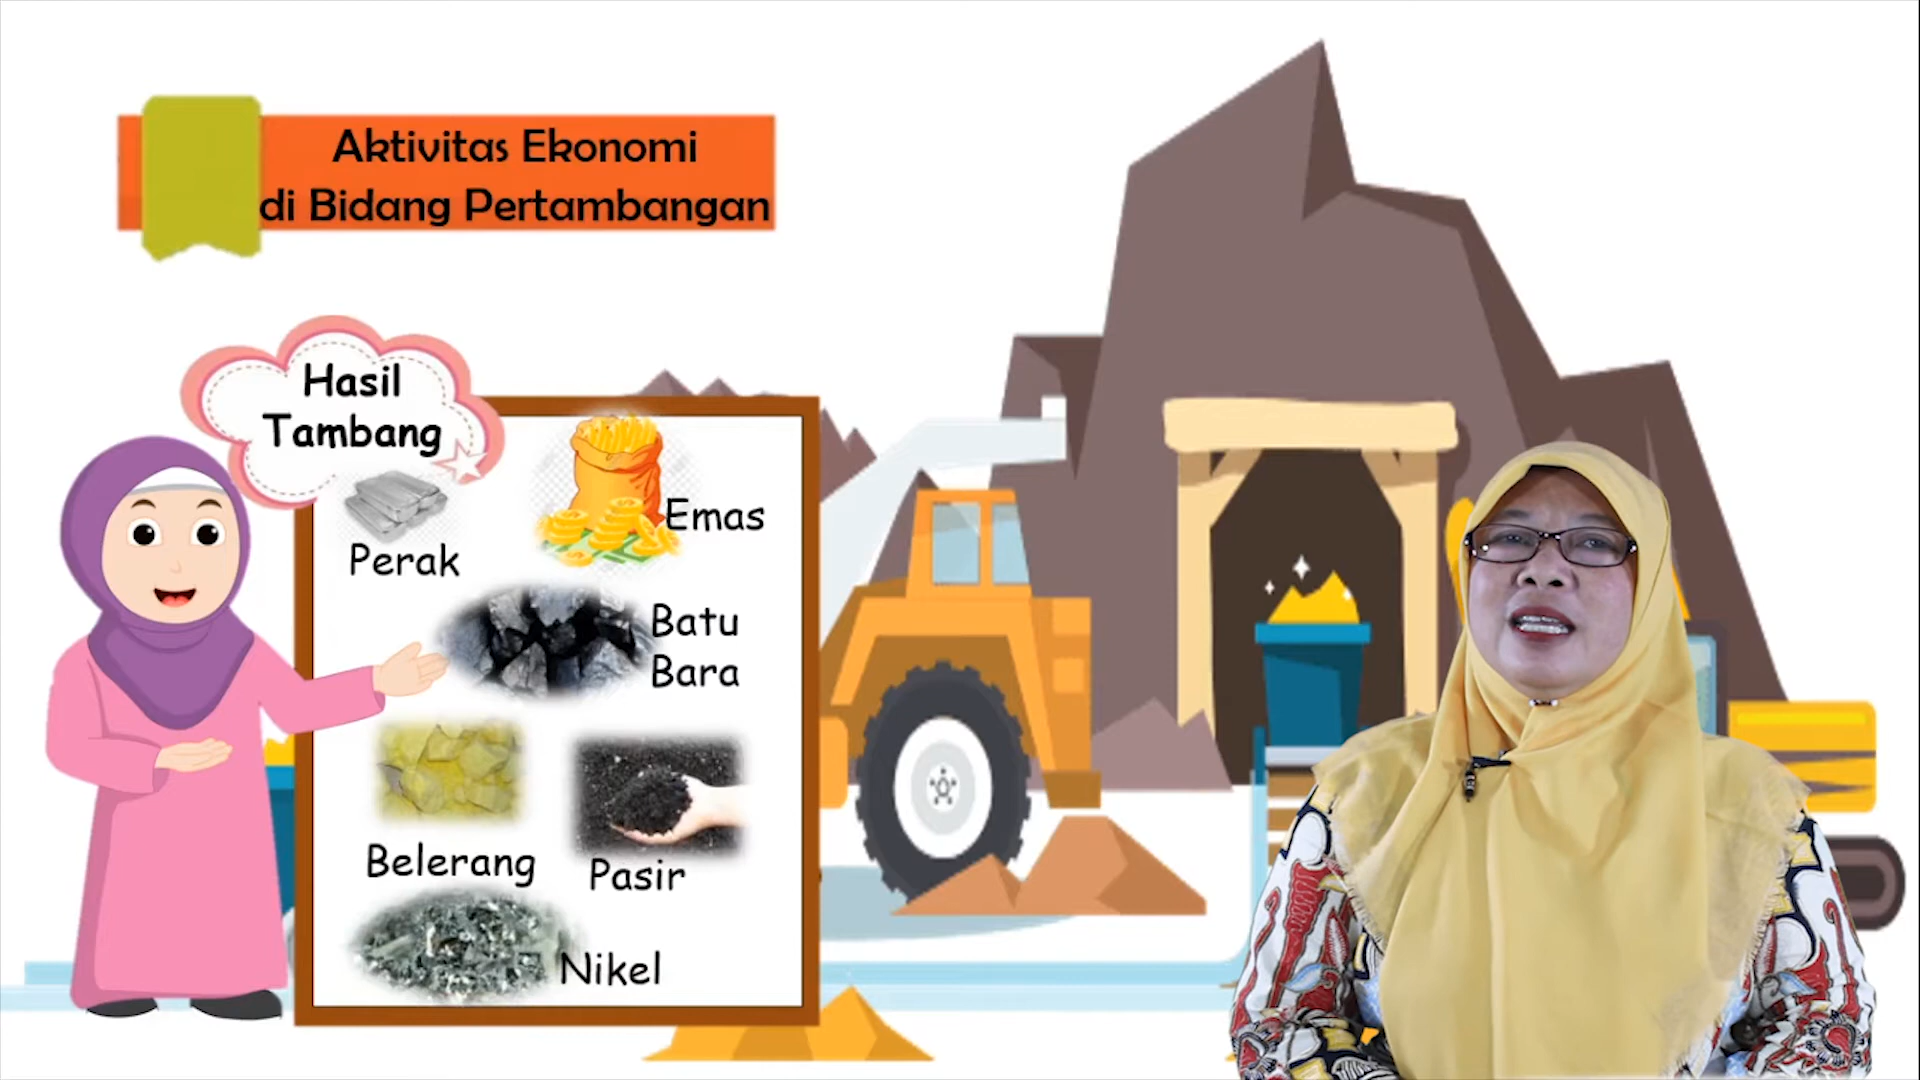 Aktivitas Ekonomi
di Bidang Pertambangan
Hasil
Tambang
Perak
Emas
Batu
Bara
Belerang
Pasir
Nikel